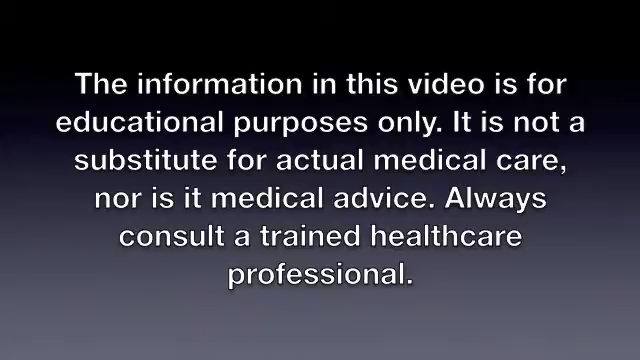 The information in this video is for
educational purposes only. It is not a
substitute for actual medical care,
nor is it medical advice. Always
consult a trained healthcare
professional.